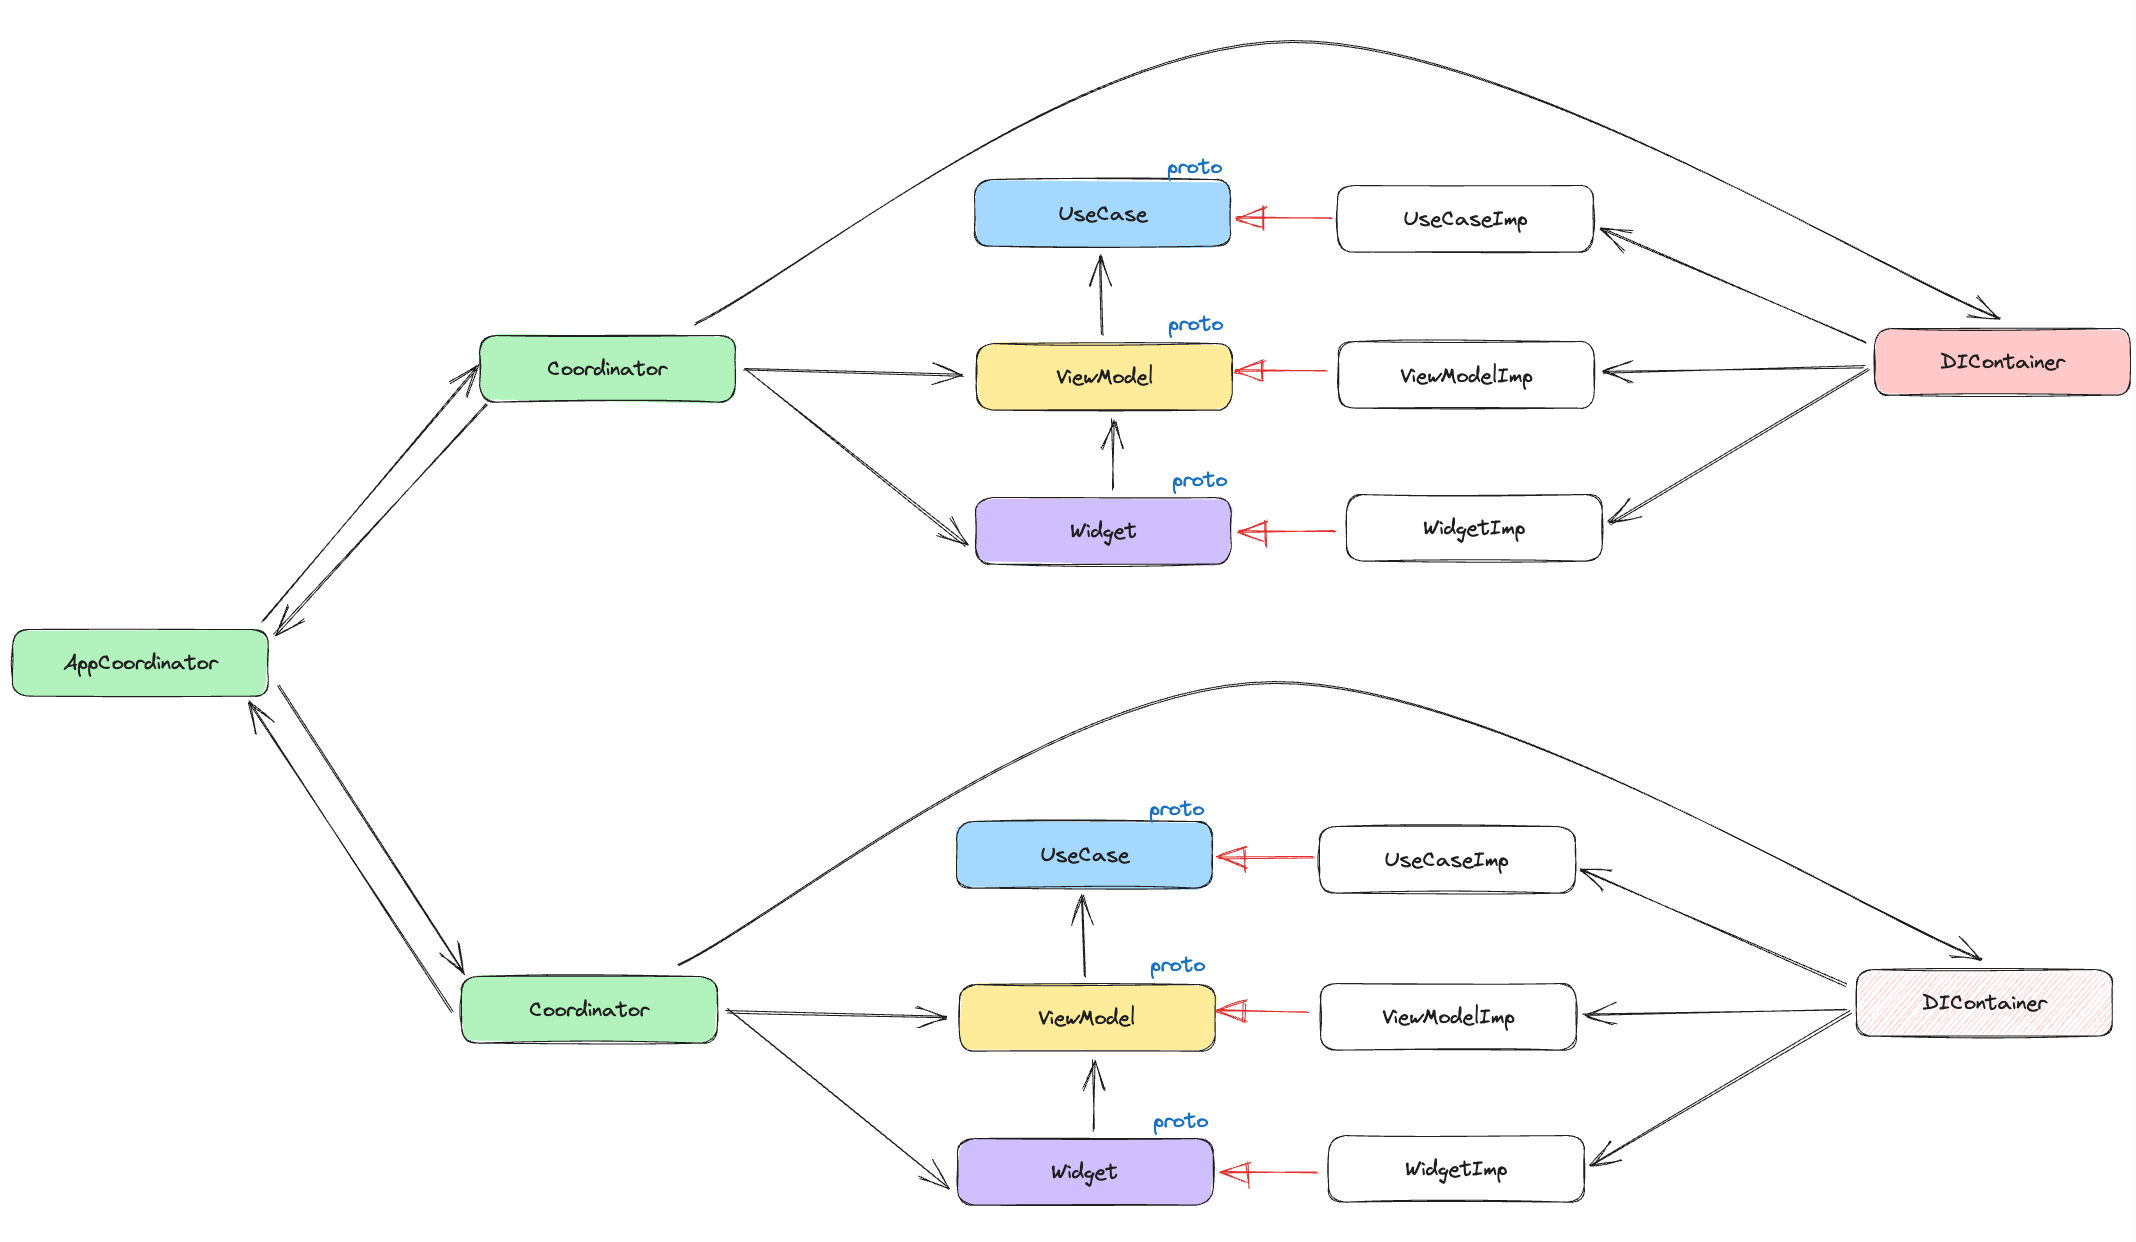 proto
UseCase
UseCaseImp
proto
Coordinator
ViewModel
ViewModelImp
DIContainer
proto
Widget
WidgetImp
AppCoordinator
proto
UseCase
UseCaseImp
proto
Coordinator
ViewModel
ViewModelImp
DIContainer
proto
Widget
WidgetImp